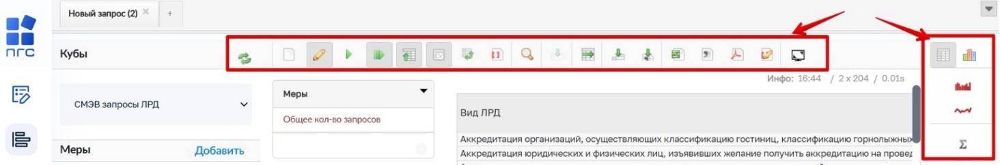 Новый запрос (2) × +
пгс
Кубы
Инфо: 16:44 / 2 x 204 / 0.01s
СМЭВ запросы ЛРД
Меры
Общее кол-во запросов
Вид ЛРД
Меры Добавить
Аккредитация организаций, осуществляющих классификацию гостиниц, классификацию горнолыжных
Аккредитация юридических и физических лиц, изъявивших желание получить аккредитацию на провед
Σ